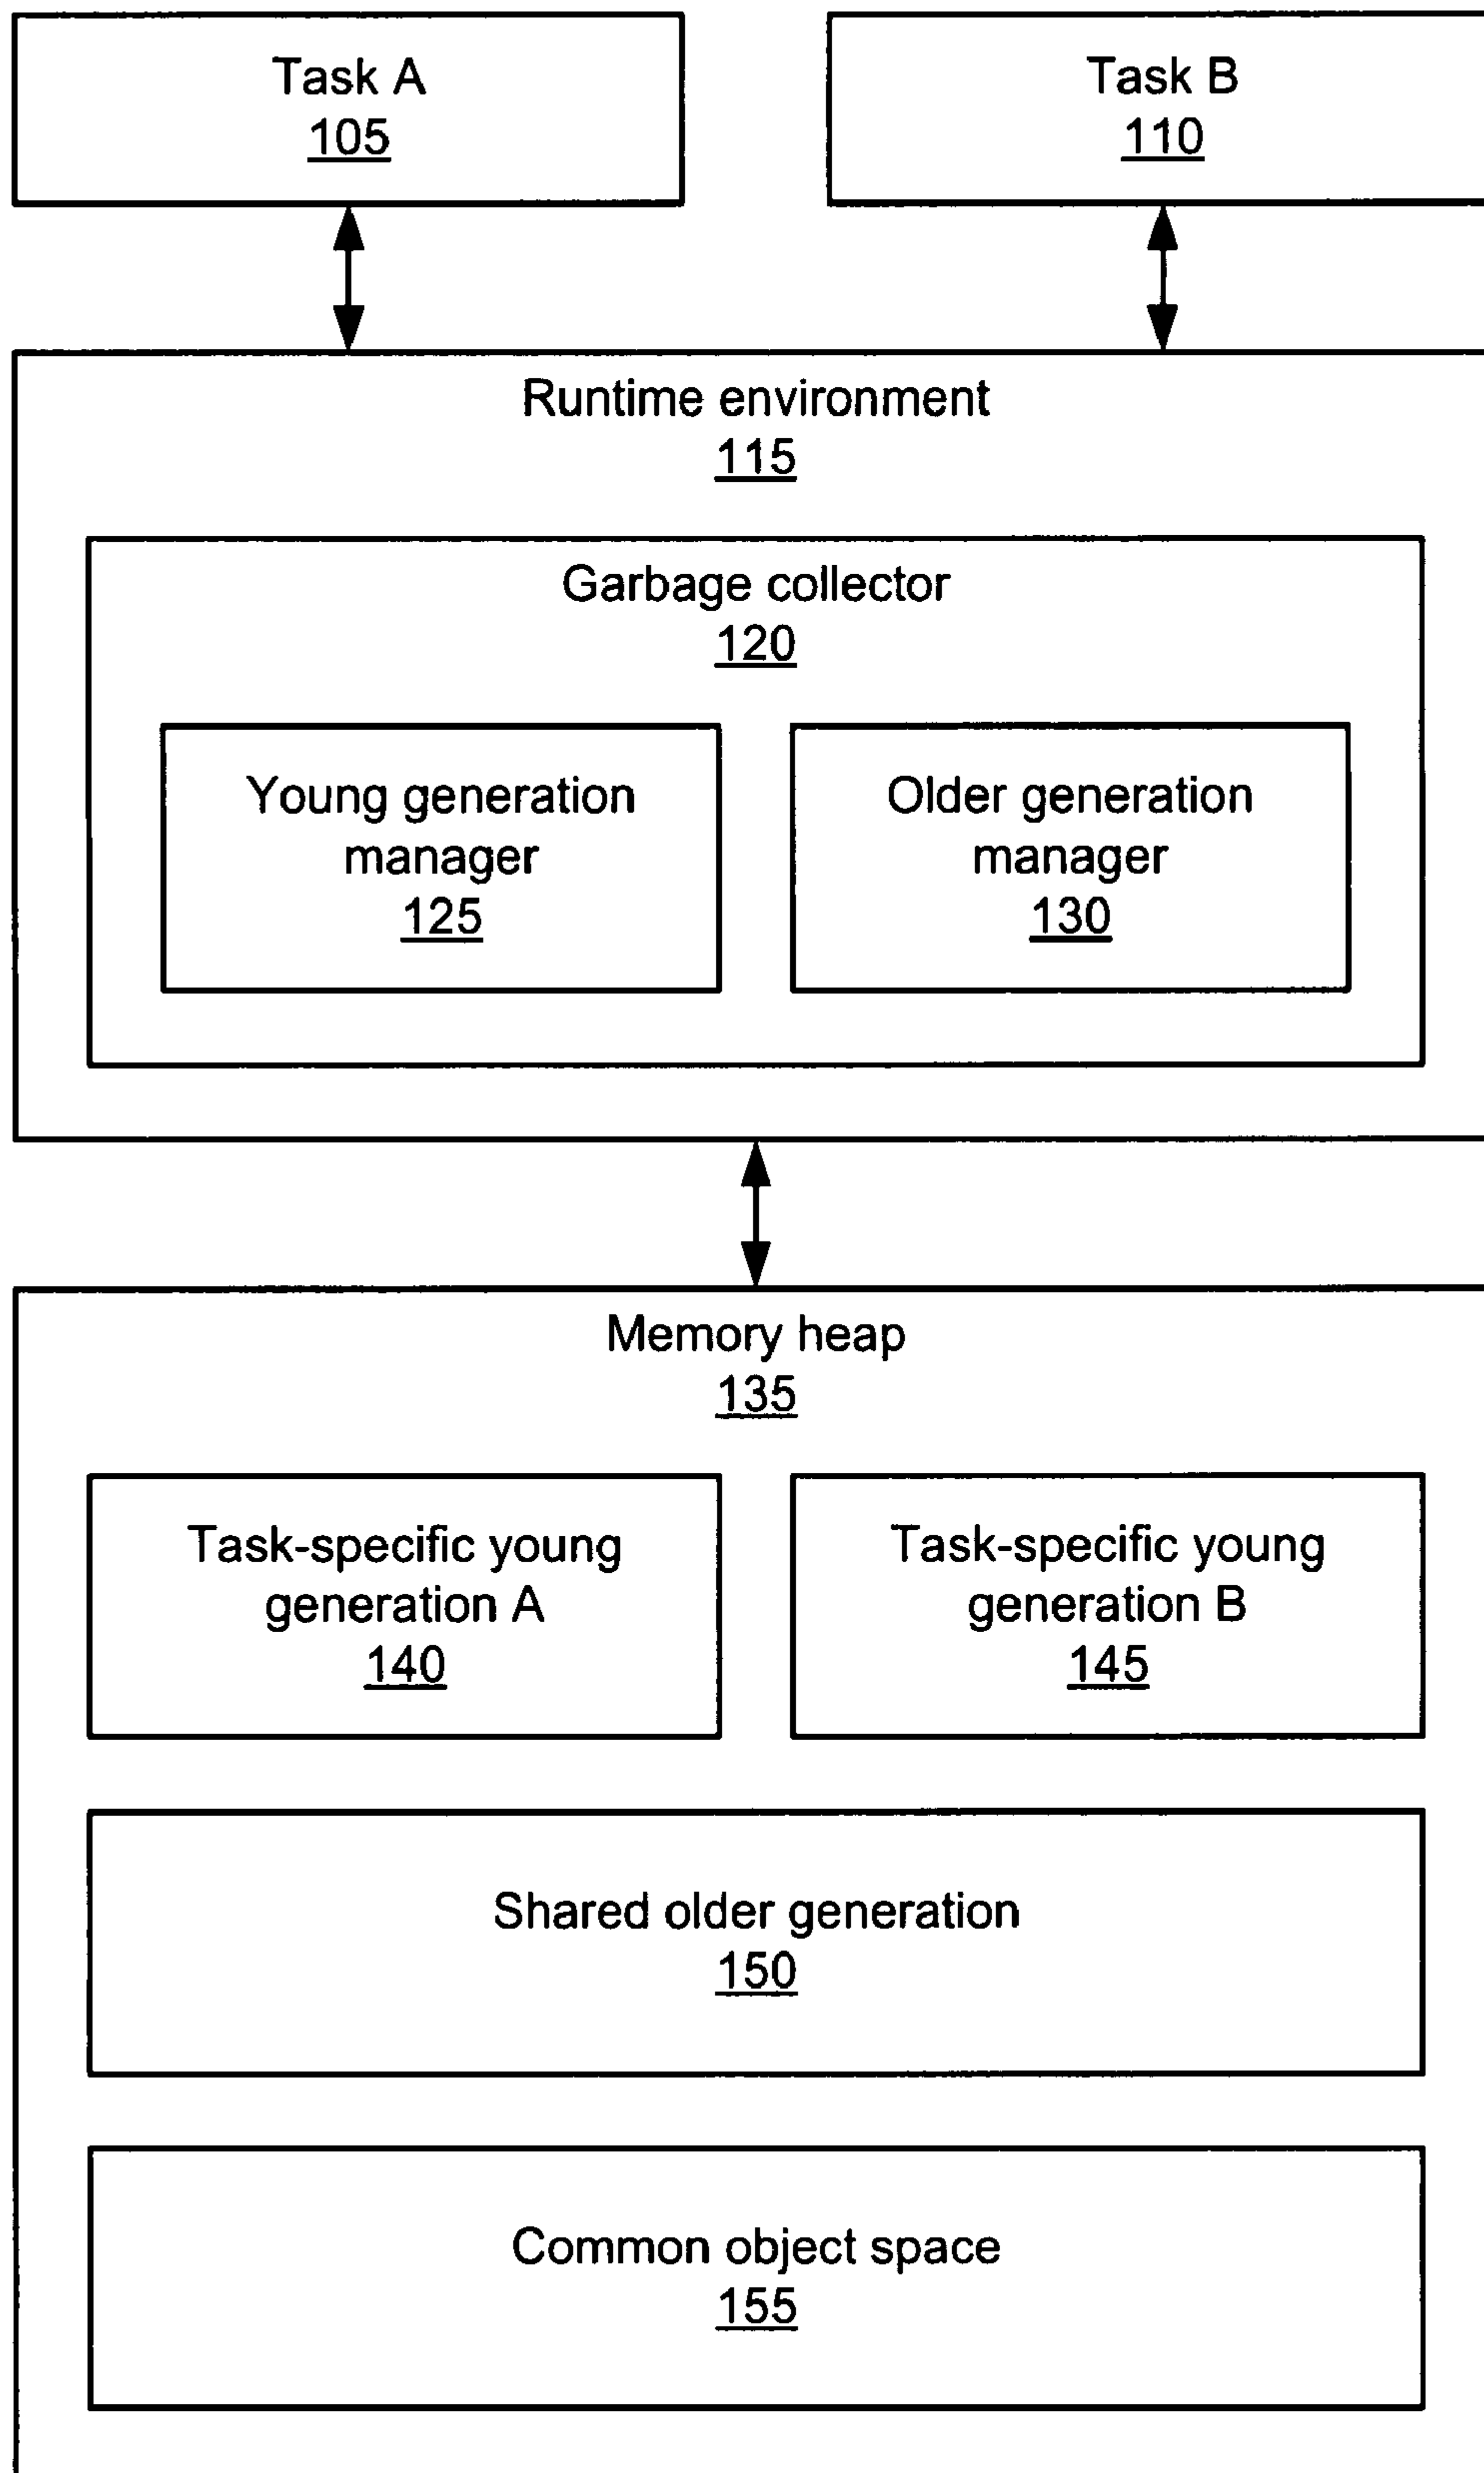 Task A
105
Task B
110
Runtime environment
115
Garbage collector
120
Young generation
manager
125
Older generation
manager
130
Memory heap
135
Task-specific young
generation A
140
Task-specific young
generation B
145
Shared older generation
150
Common object space
155